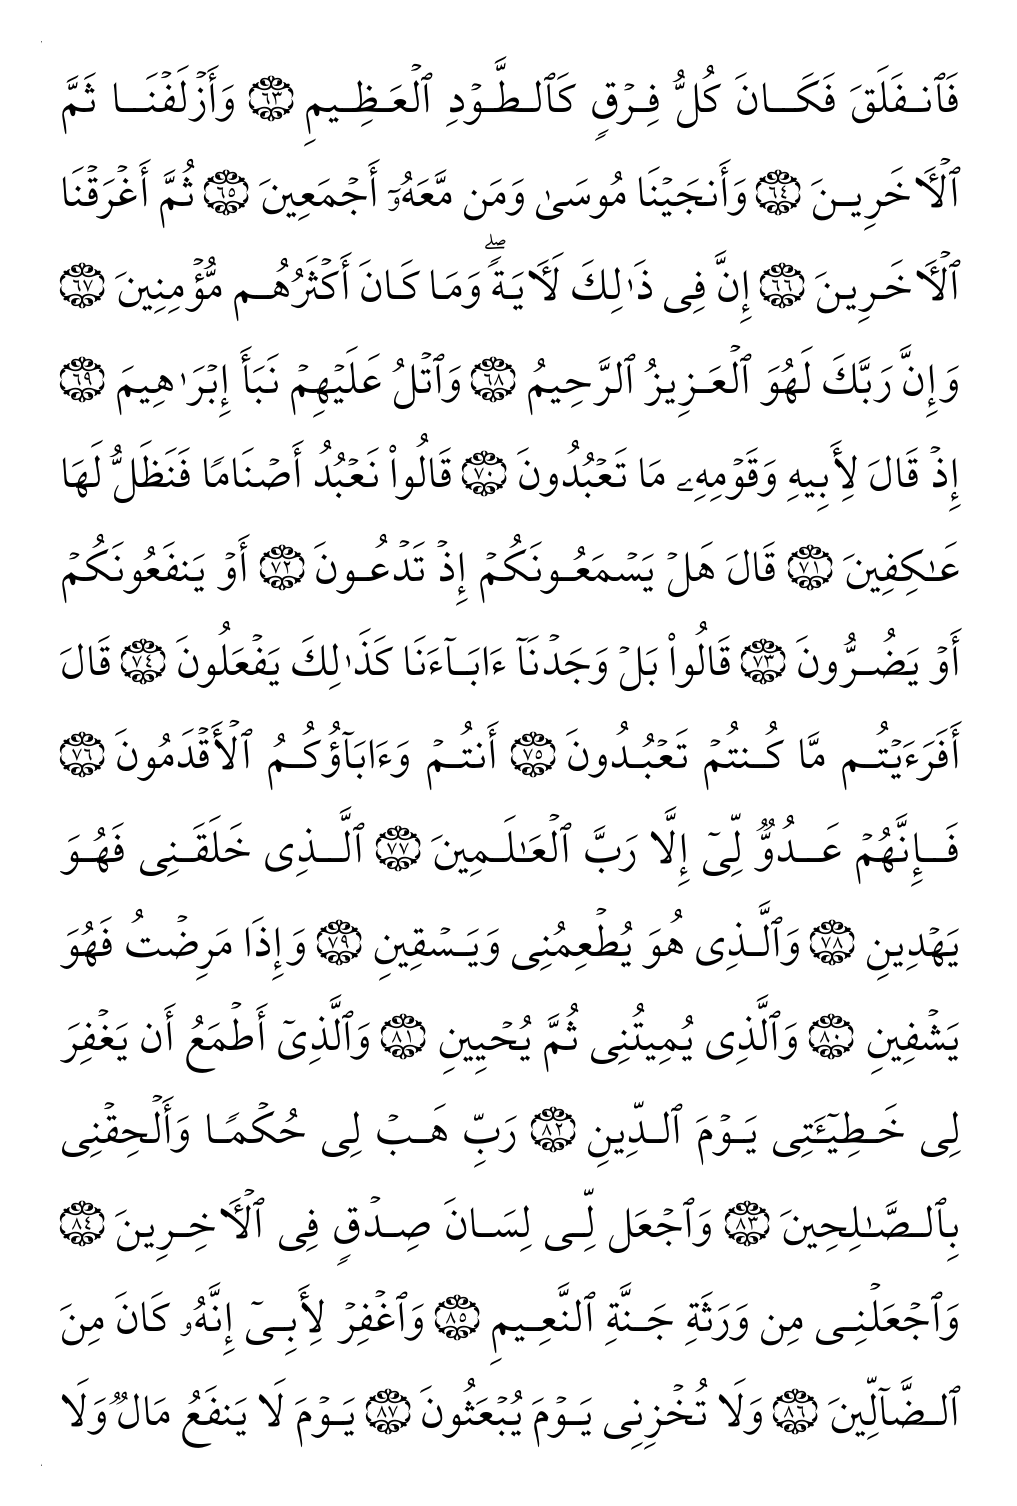 فَٱنفَلَقَ فَكَانَ كُلُّ فِرۡقٖ كَٱلطَّوۡدِ ٱلۡعَظِيمِ ٦٣ وَأَزۡلَفۡنَا ثَمَّ
ٱلۡأٓخَرِينَ ٦٤ وَأَنجَيۡنَا مُوسَىٰ وَمَن مَّعَهُۥٓ أَجۡمَعِينَ ٦٥ ثُمَّ أَغۡرَقۡنَا
ٱلۡأٓخَرِينَ ٦٦ إِنَّ فِي ذَٰلِكَ لَأٓيَةٗۖ وَمَا كَانَ أَكۡثَرُهُم مُّؤۡمِنِينَ ٦٧
وَإِنَّ رَبَّكَ لَهُوَ ٱلۡعَزِيزُ ٱلرَّحِيمُ ٦٨ وَٱتۡلُ عَلَيۡهِمۡ نَبَأَ إِبۡرَٰهِيمَ ٦٩
إِذۡ قَالَ لِأَبِيهِ وَقَوۡمِهِۦ مَا تَعۡبُدُونَ ٧٠ قَالُواْ نَعۡبُدُ أَصۡنَامٗا فَنَظَلُّ لَهَا
عَٰكِفِينَ ٧١ قَالَ هَلۡ يَسۡمَعُونَكُمۡ إِذۡ تَدۡعُونَ ٧٢ أَوۡ يَنفَعُونَكُمۡ
أَوۡ يَضُرُّونَ ٧٣ قَالُواْ بَلۡ وَجَدۡنَآ ءَابَآءَنَا كَذَٰلِكَ يَفۡعَلُونَ ٧٤ قَالَ
أَفَرَءَيۡتُم مَّا كُنتُمۡ تَعۡبُدُونَ ٧٥ أَنتُمۡ وَءَابَآؤُكُمُ ٱلۡأَقۡدَمُونَ ٧٦
فَإِنَّهُمۡ عَدُوّٞ لِّيٓ إِلَّا رَبَّ ٱلۡعَٰلَمِينَ ٧٧ ٱلَّذِي خَلَقَنِي فَهُوَ
يَهۡدِينِ ٧٨ وَٱلَّذِي هُوَ يُطۡعِمُنِي وَيَسۡقِينِ ٧٩ وَإِذَا مَرِضۡتُ فَهُوَ
يَشۡفِينِ ٨٠ وَٱلَّذِي يُمِيتُنِي ثُمَّ يُحۡيِينِ ٨١ وَٱلَّذِيٓ أَطۡمَعُ أَن يَغۡفِرَ
لِي خَطِيٓـَٔتِي يَوۡمَ ٱلدِّينِ ٨٢ رَبِّ هَبۡ لِي حُكۡمٗا وَأَلۡحِقۡنِي
بِٱلصَّٰلِحِينَ ٨٣ وَٱجۡعَل لِّي لِسَانَ صِدۡقٖ فِي ٱلۡأٓخِرِينَ ٨٤
وَٱجۡعَلۡنِي مِن وَرَثَةِ جَنَّةِ ٱلنَّعِيمِ ٨٥ وَٱغۡفِرۡ لِأَبِيٓ إِنَّهُۥ كَانَ مِنَ
ٱلضَّآلِّينَ ٨٦ وَلَا تُخۡزِنِي يَوۡمَ يُبۡعَثُونَ ٨٧ يَوۡمَ لَا يَنفَعُ مَالٞ وَلَا